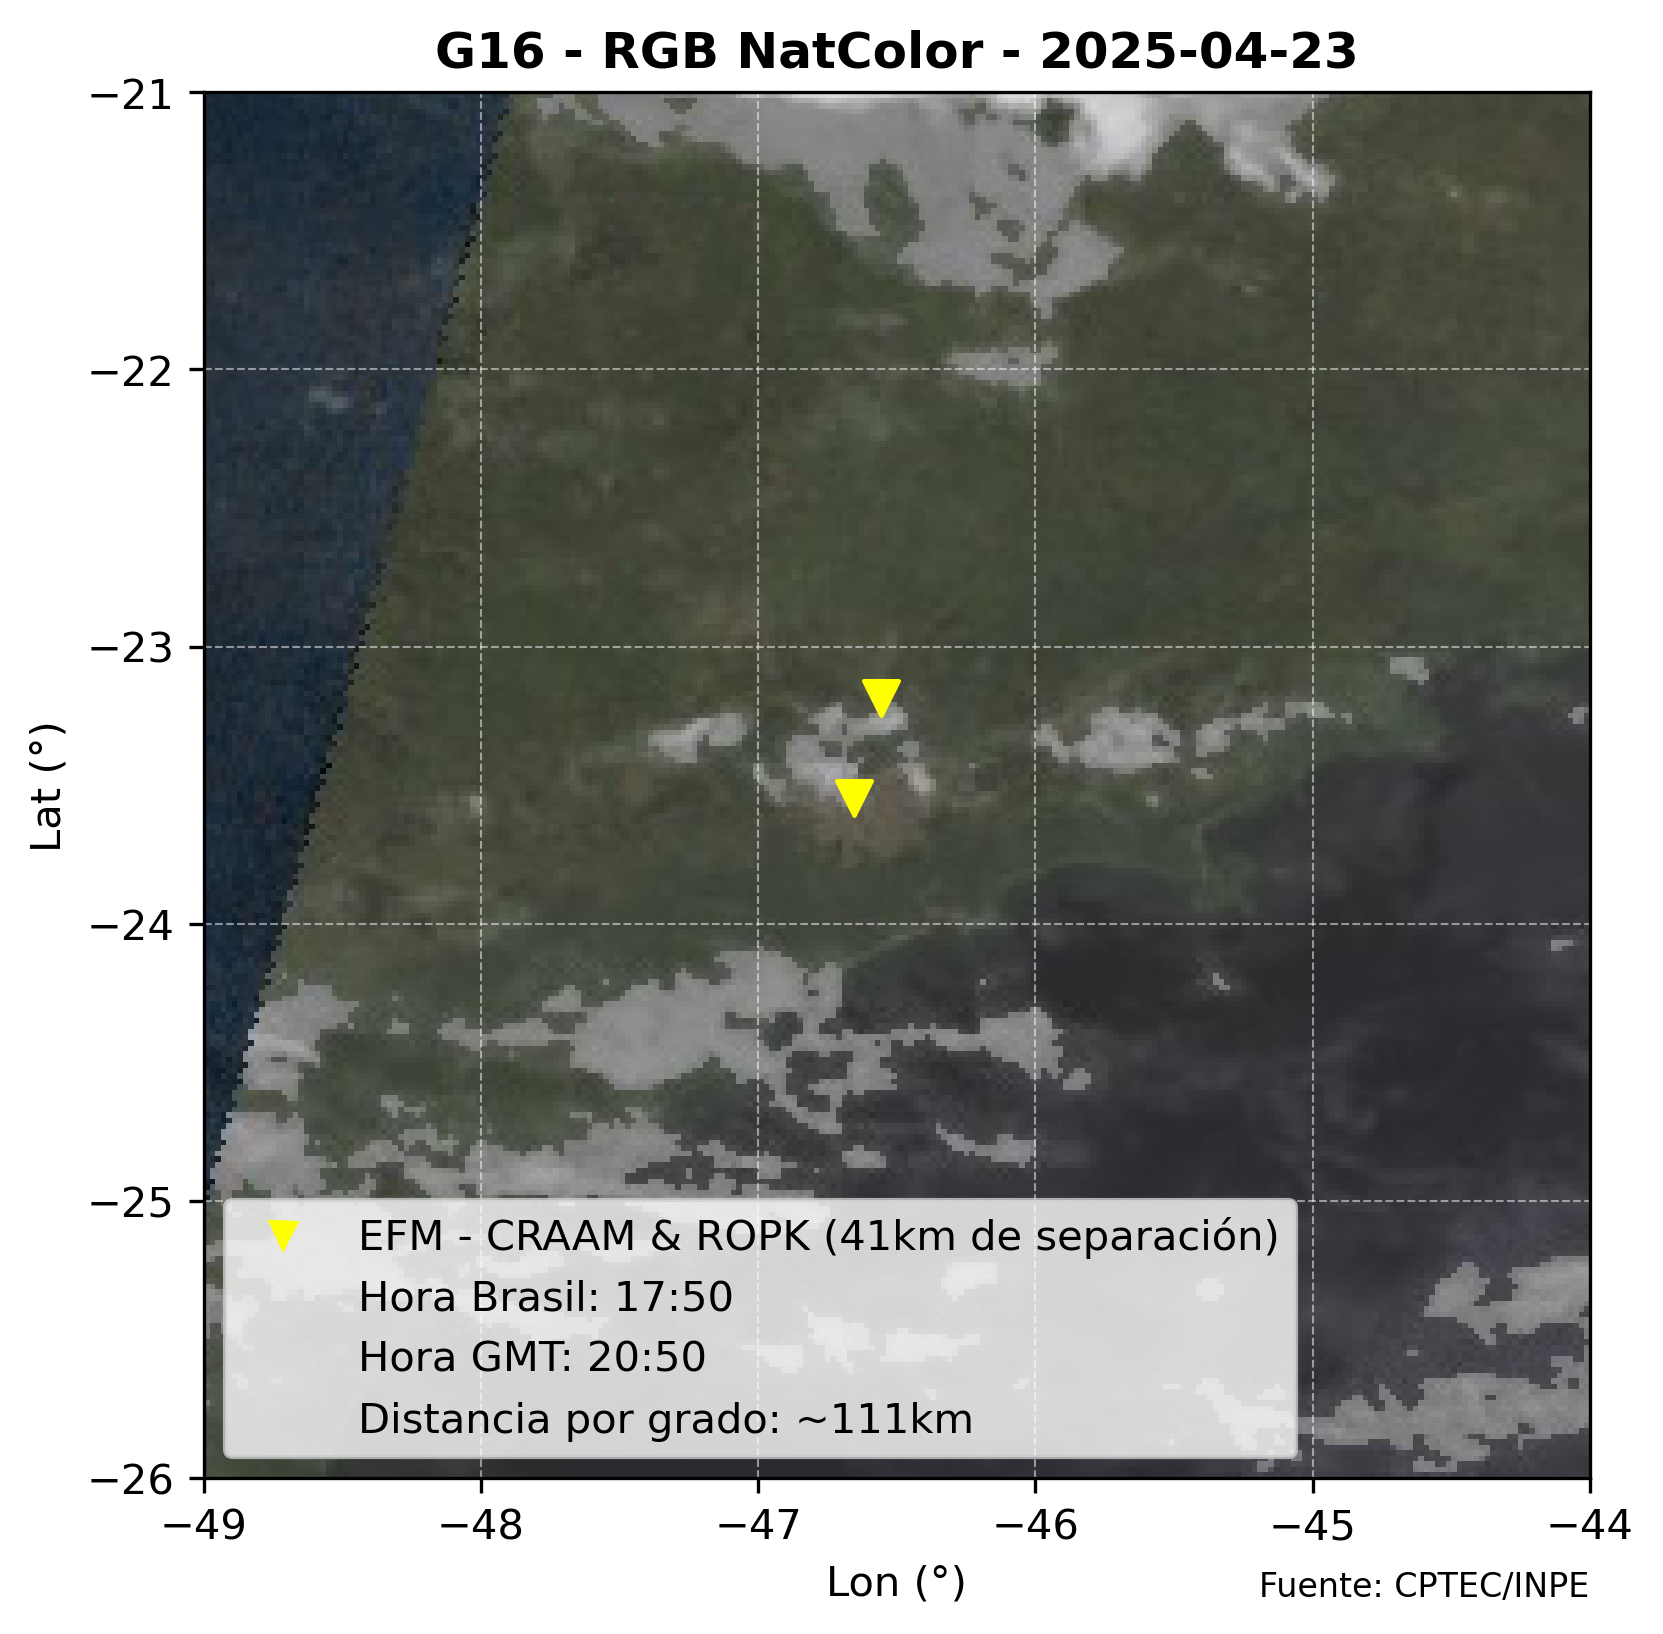 G16 - RGB NatColor - 2025-04-23
−21
−22
−23
−24
−25
−26
Lat (°)
EFM - CRAAM & ROPK (41km de separación)
Hora Brasil: 17:50
Hora GMT: 20:50
Distancia por grado: ~111km
−49 −48 −47 −46 −45 −44
Lon (°)
Fuente: CPTEC/INPE